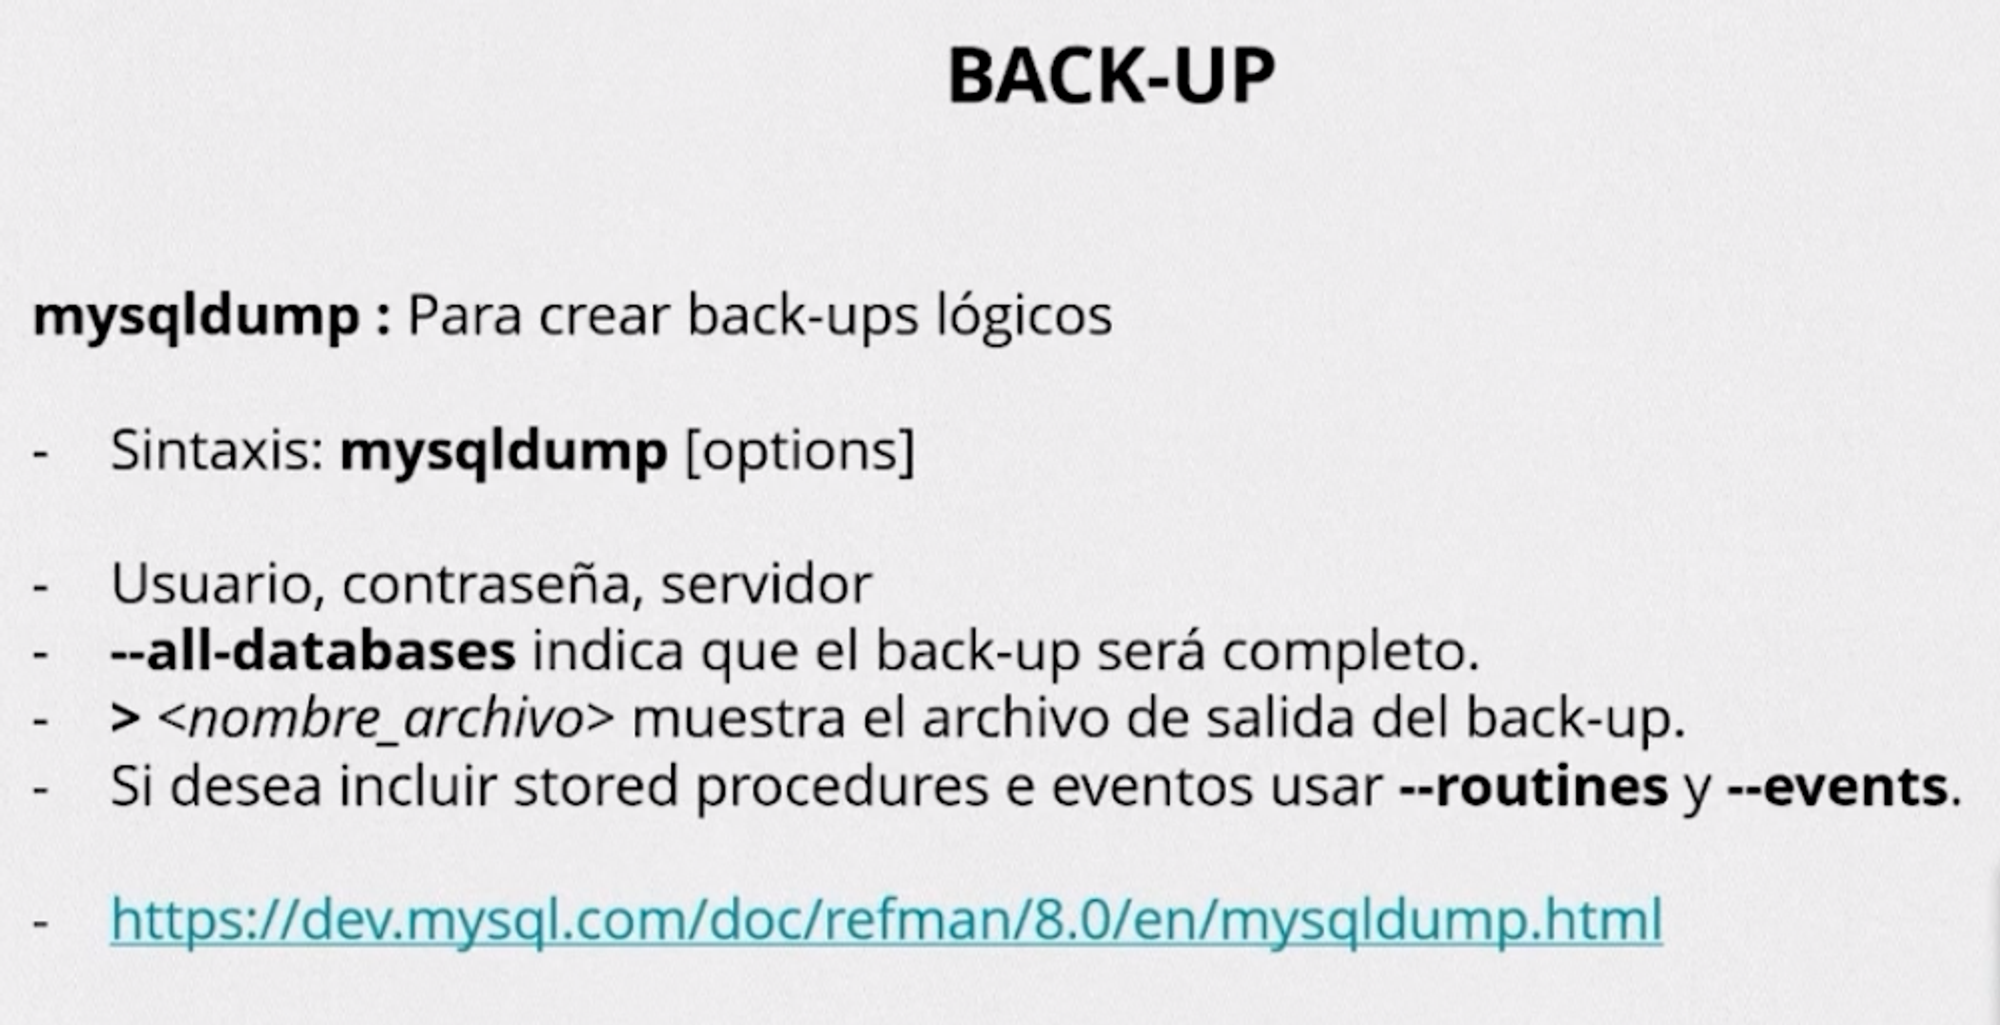 BACK-UP
mysqldump : Para crear back-ups lógicos
- Sintaxis: mysqldump [options]
- Usuario, contraseña, servidor
- --all-databases indica que el back-up será completo.
- > <nombre_archivo> muestra el archivo de salida del back-up.
- Si desea incluir stored procedures e eventos usar --routines y --events.
- https://dev.mysql.com/doc/refman/8.0/en/mysqldump.html